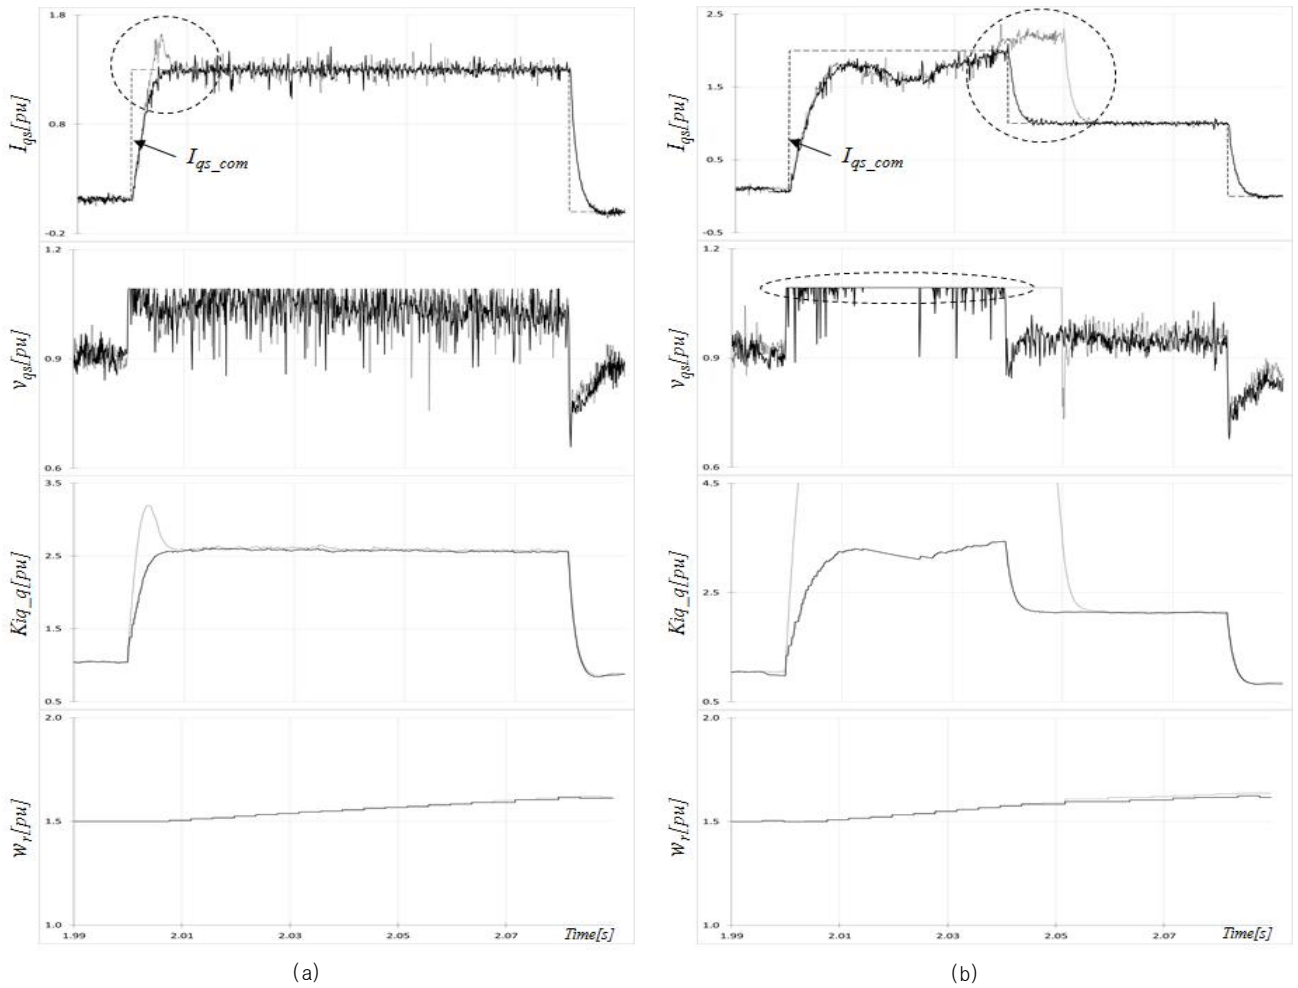 1.8
0.8
-0.2
I_qs[pu]
I_qs_com
1.2
0.9
0.6
v_qs[pu]
3.5
2.5
1.5
0.5
Kiq_q[pu]
2.0
1.5
1.0
w_r[pu]
1.99
2.01
2.03
2.05
2.07
Time[s]
(a)
2.5
1.5
0.5
-0.5
I_qs[pu]
I_qs_com
1.2
0.9
0.6
v_qs[pu]
4.5
2.5
0.5
Kiq_q[pu]
2.0
1.5
1.0
w_r[pu]
1.99
2.01
2.03
2.05
2.07
Time[s]
(b)